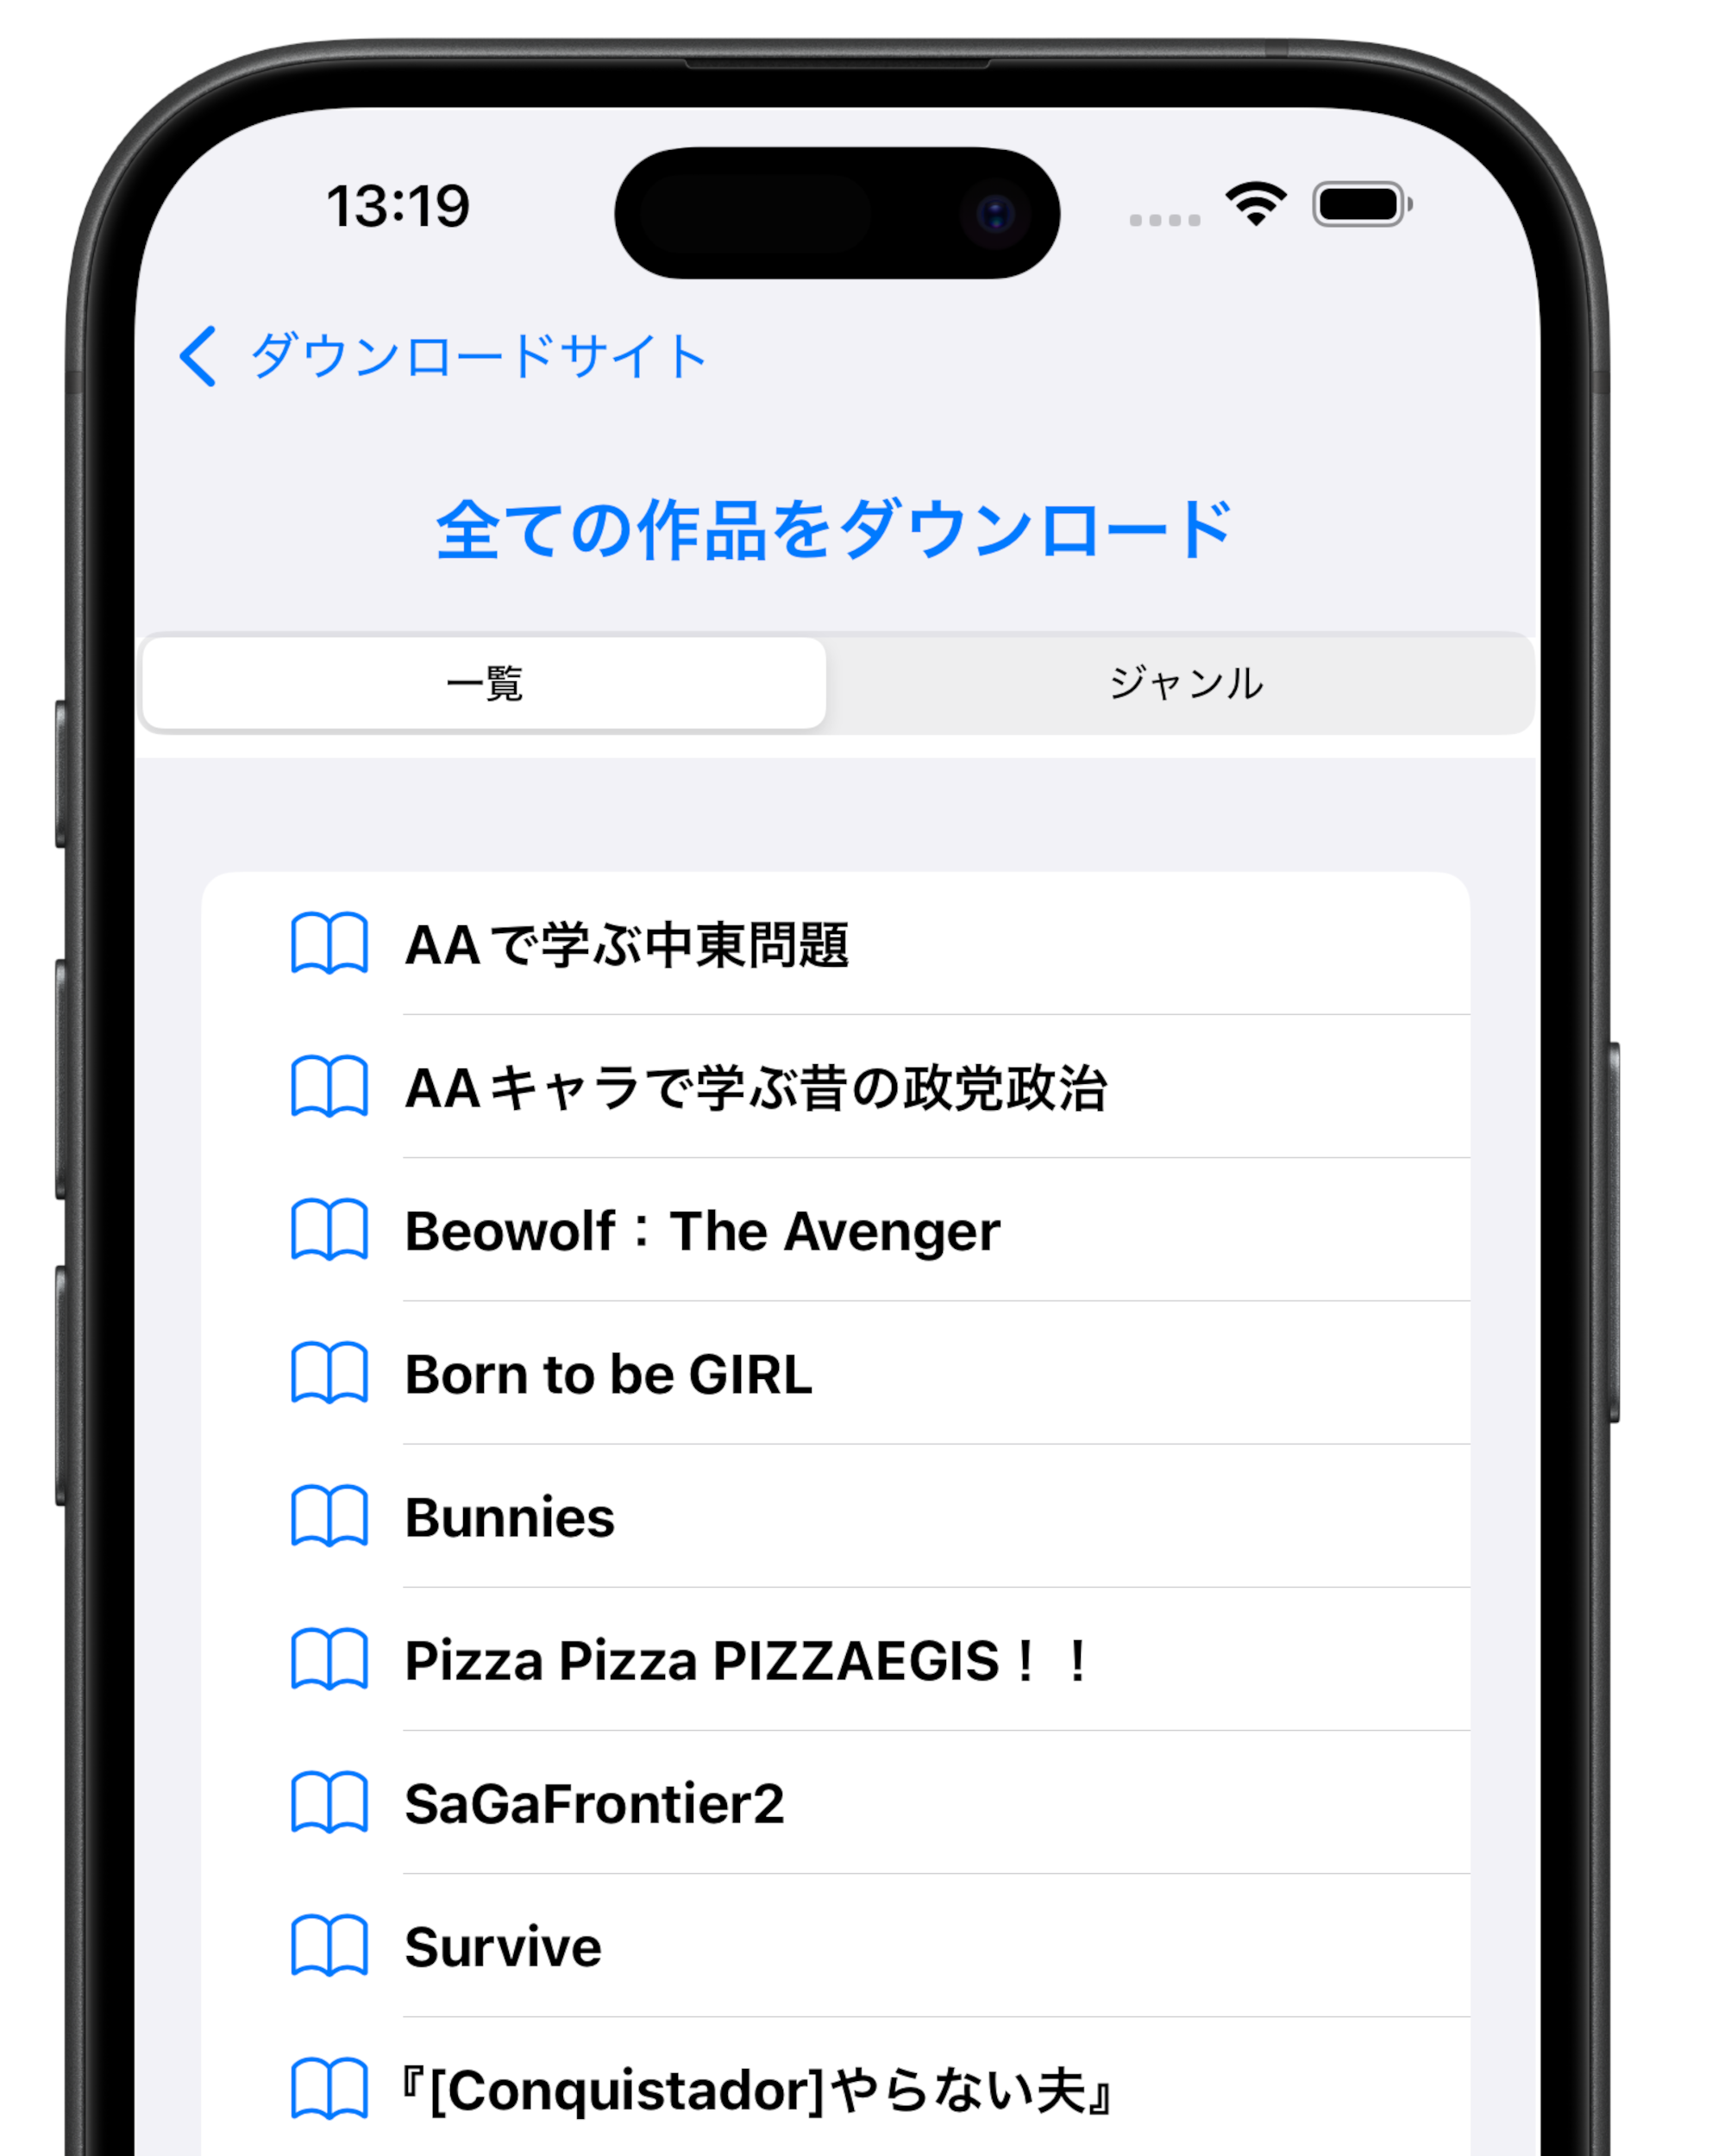 13:19
ダウンロードサイト
全ての作品をダウンロード
一覧
ジャンル
AAで学ぶ中東問題
AAキャラで学ぶ昔の政党政治
Beowolf：The Avenger
Born to be GIRL
Bunnies
Pizza Pizza PIZZAEGIS！！
SaGaFrontier2
Survive
『[Conquistador]やらない夫』